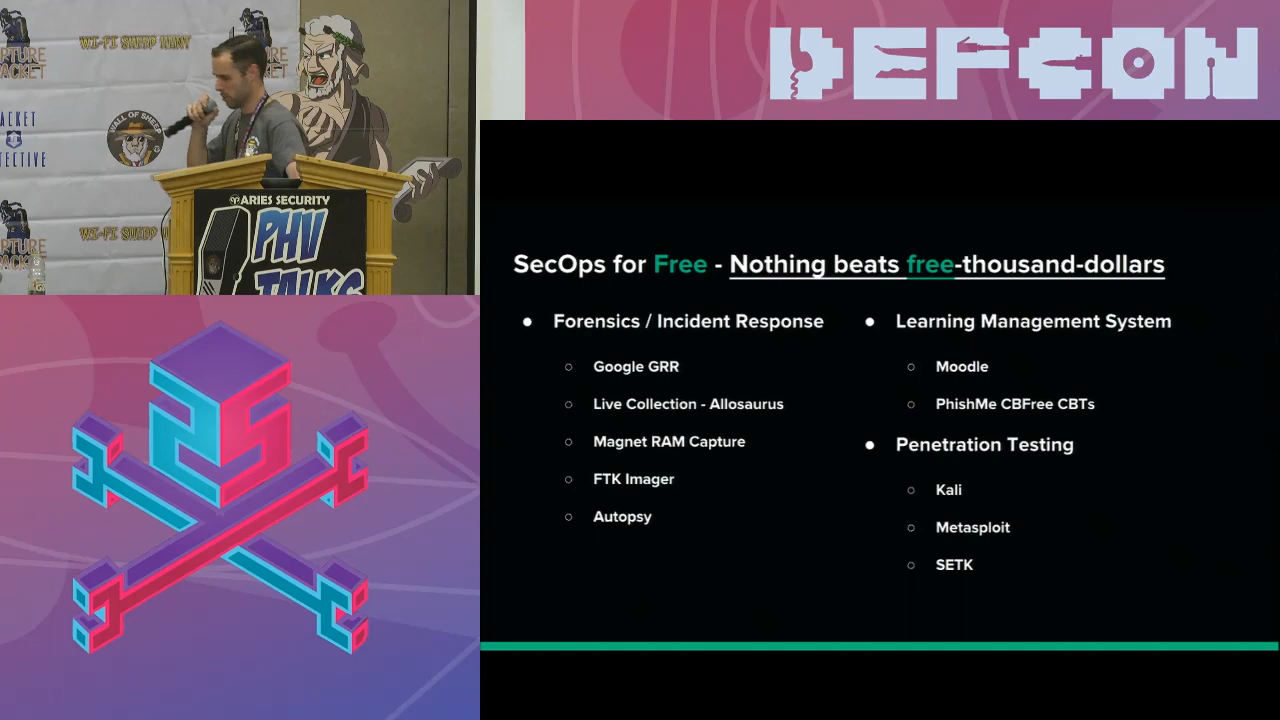 WI-FI SHEEP HUNT
WALL OF SHEEP
ARIES SECURITY
PHV
TALKS
DEFCON
25
SecOps for Free - Nothing beats free-thousand-dollars
● Forensics / Incident Response
○ Google GRR
○ Live Collection - Allosaurus
○ Magnet RAM Capture
○ FTK Imager
○ Autopsy
● Learning Management System
○ Moodle
○ PhishMe CBFree CBTs
● Penetration Testing
○ Kali
○ Metasploit
○ SETK